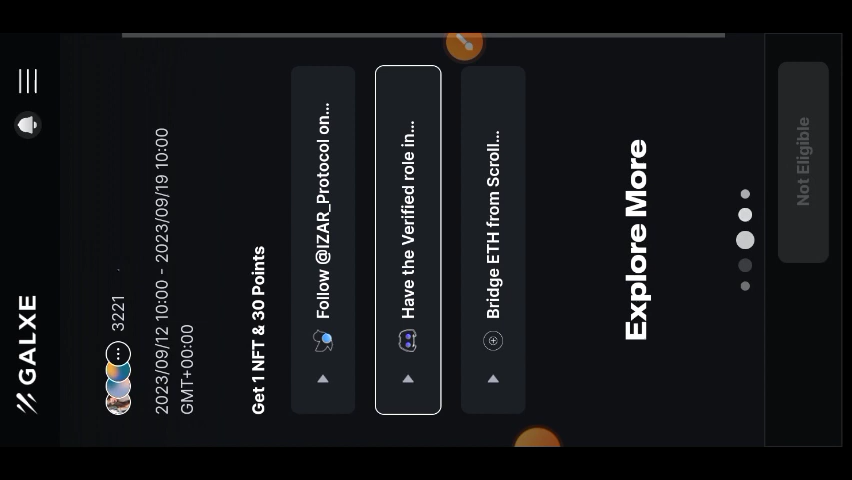 GALXE
3221
2023/09/12 10:00 - 2023/09/19 10:00
GMT+00:00
Get 1 NFT & 30 Points
Follow @IZAR_Protocol on...
Have the Verified role in...
Bridge ETH from Scroll...
Explore More
Not Eligible